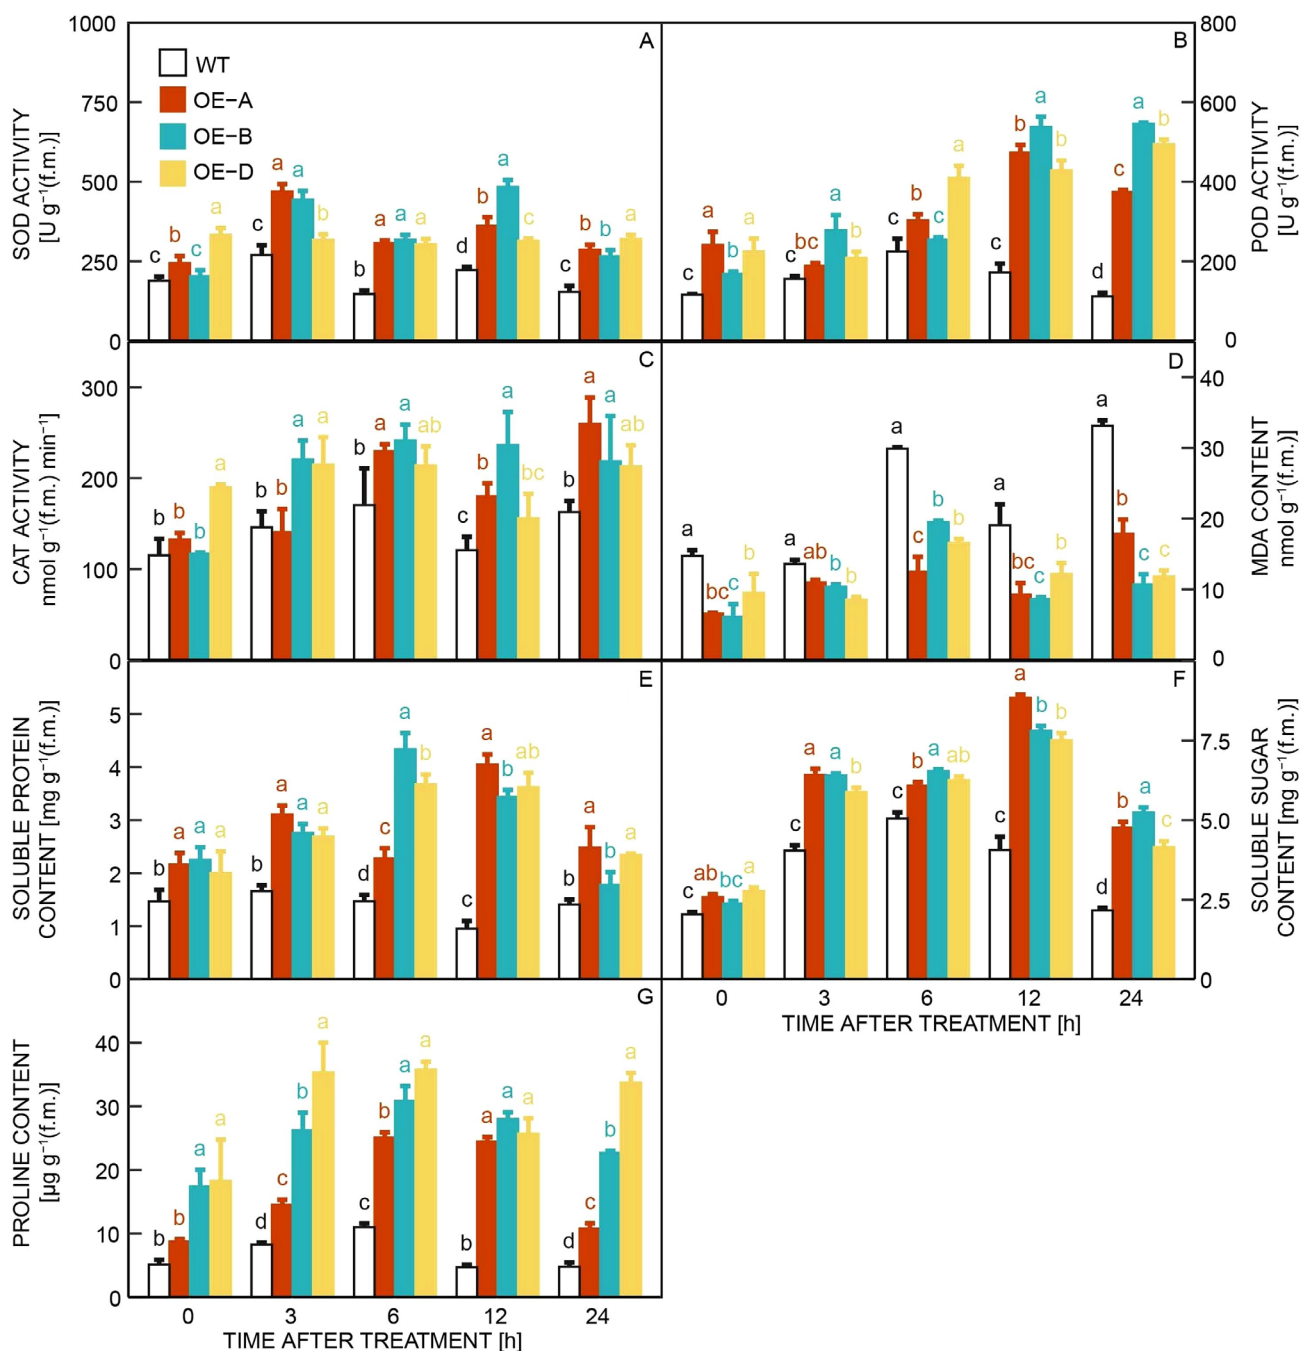 1000
750
500
250
0
SOD ACTIVITY
[U g⁻¹(f.m.)]
A
WT
OE−A
OE−B
OE−D
c b c a
c a a b
b a a a
d b a c
c b b a
B
800
600
400
200
0
POD ACTIVITY
[U g⁻¹(f.m.)]
c a b a
c bc a b
c b c a
c b a b
d c a b
300
200
100
0
CAT ACTIVITY
nmol g⁻¹(f.m.) min⁻¹]
C
b b b a
b b a a
b a a ab
c b a bc
b a a ab
D
40
30
20
10
0
MDA CONTENT
nmol g⁻¹(f.m.)]
a bc c b
a ab b b
a c b b
a bc c b
a b c c
5
4
3
2
1
0
SOLUBLE PROTEIN
CONTENT [mg g⁻¹(f.m.)]
E
b a a a
b a a a
d c a b
c a b ab
b a b a
F
7.5
5.0
2.5
0
SOLUBLE SUGAR
CONTENT [mg g⁻¹(f.m.)]
c ab bc a
c a a b
c b a ab
c a b b
d b a c
0 3 6 12 24
TIME AFTER TREATMENT [h]
40
30
20
10
0
PROLINE CONTENT
[µg g⁻¹(f.m.)]
G
b b a a
d c b a
c b a a
b a a a
d c b a
0 3 6 12 24
TIME AFTER TREATMENT [h]